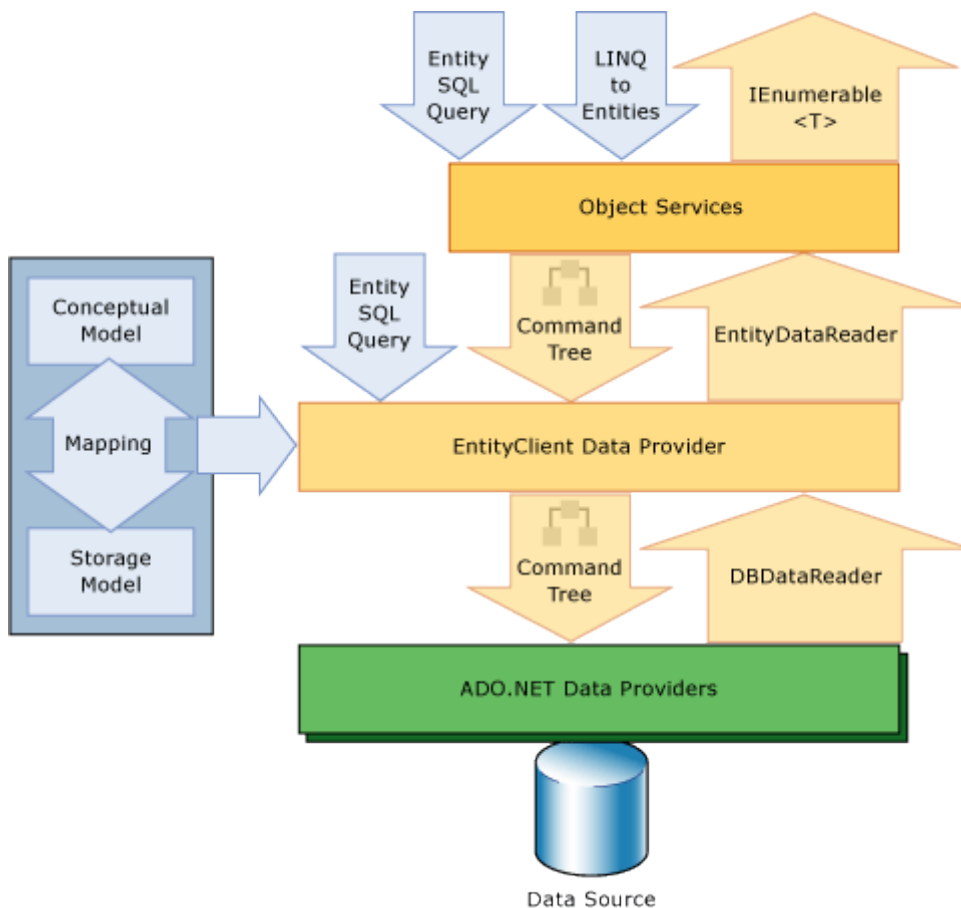 Entity
SQL
Query
LINQ
to
Entities
IEnumerable
<T>
Object Services
Conceptual
Model
Mapping
Storage
Model
Entity
SQL
Query
Command
Tree
EntityDataReader
EntityClient Data Provider
Command
Tree
DBDataReader
ADO.NET Data Providers
Data Source